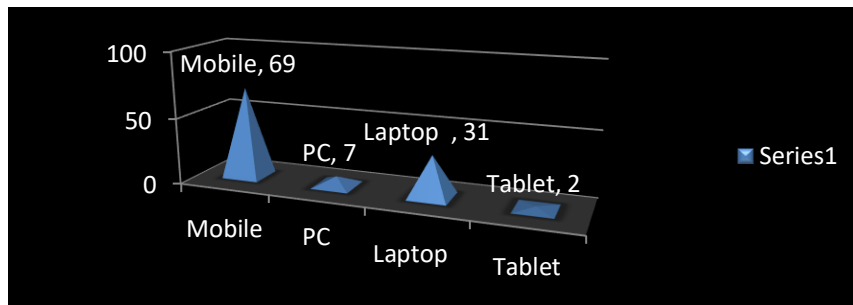 100
50
0
Mobile, 69
PC, 7
Laptop , 31
Tablet, 2
Mobile
PC
Laptop
Tablet
Series1